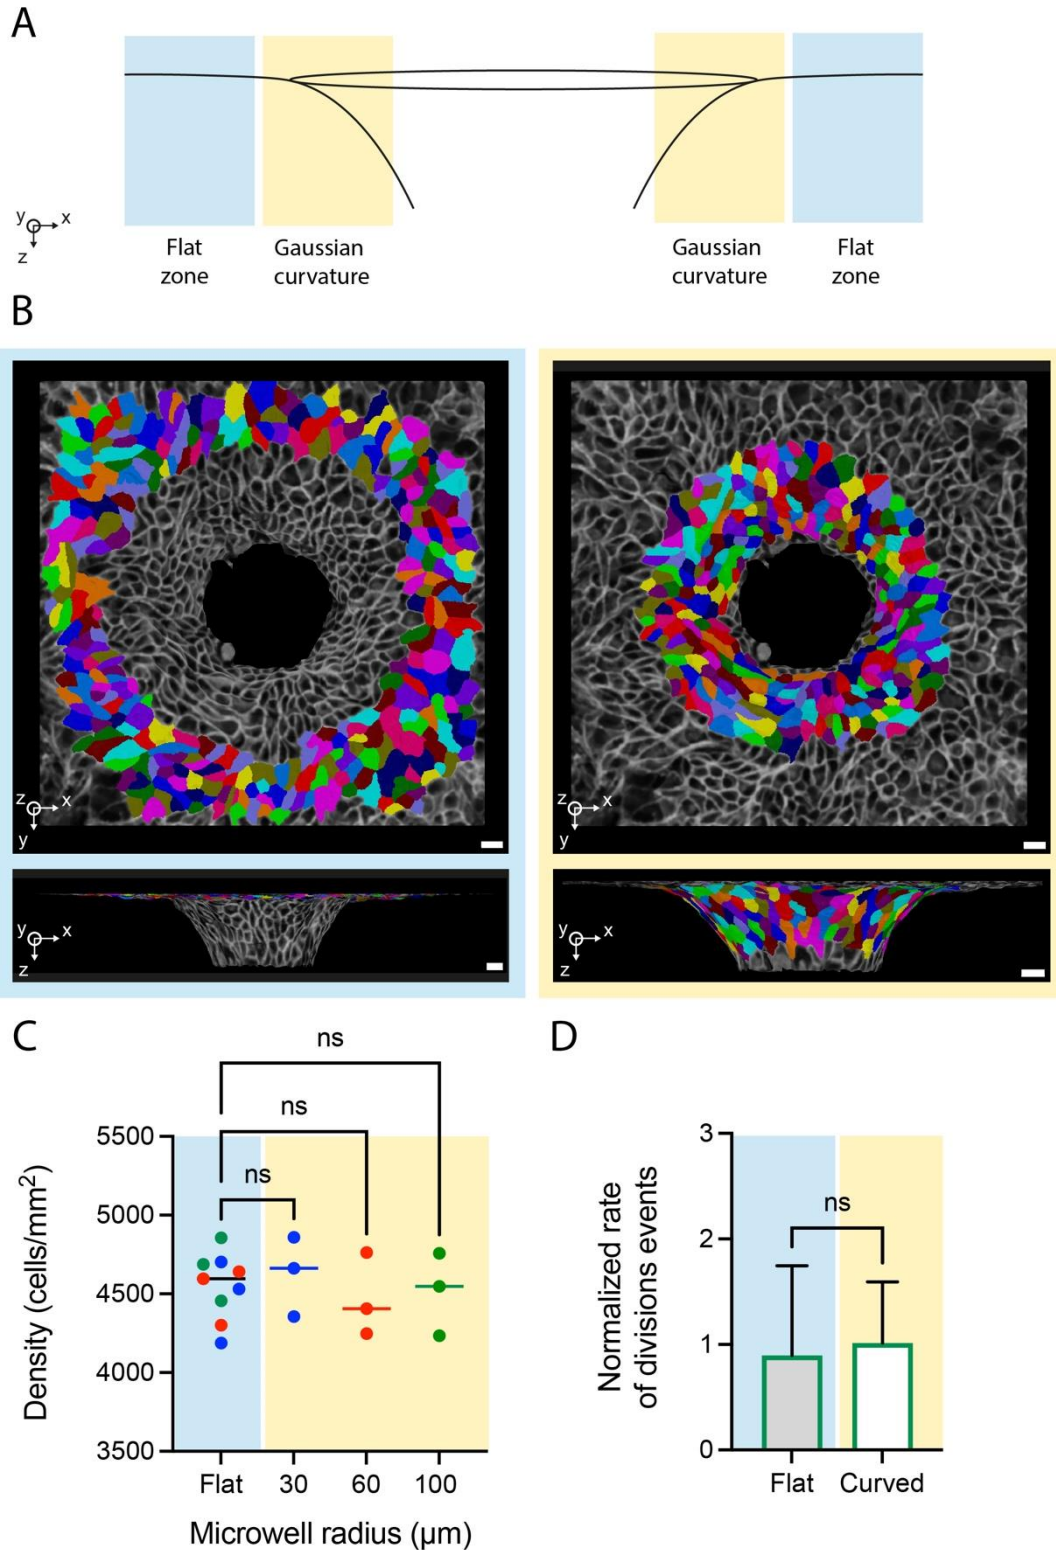 A
y x
z
Flat
zone
Gaussian
curvature
Gaussian
curvature
Flat
zone
B
z x
y
z x
y
y x
z
y x
z
C
ns
ns
ns
5500
5000
4500
4000
3500
Density (cells/mm²)
Flat 30 60 100
Microwell radius (μm)
D
ns
3
2
1
0
Normalized rate
of divisions events
Flat Curved